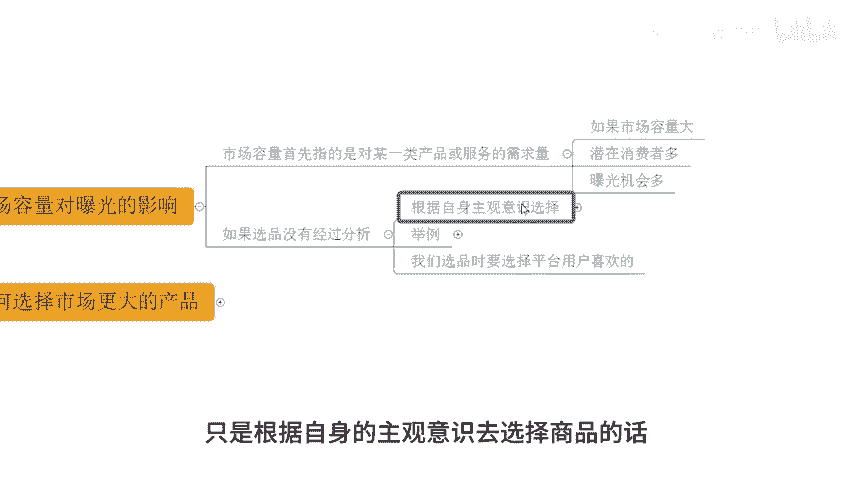 如果市场容量大
市场容量首先指的是对某一类产品或服务的需求量
潜在消费者多
曝光机会多
场容量对曝光的影响
根据自身主观意识选择
如果选品没有经过分析
举例
我们选品时要选择平台用户喜欢的
何选择市场更大的产品
只是根据自身的主观意识去选择商品的话